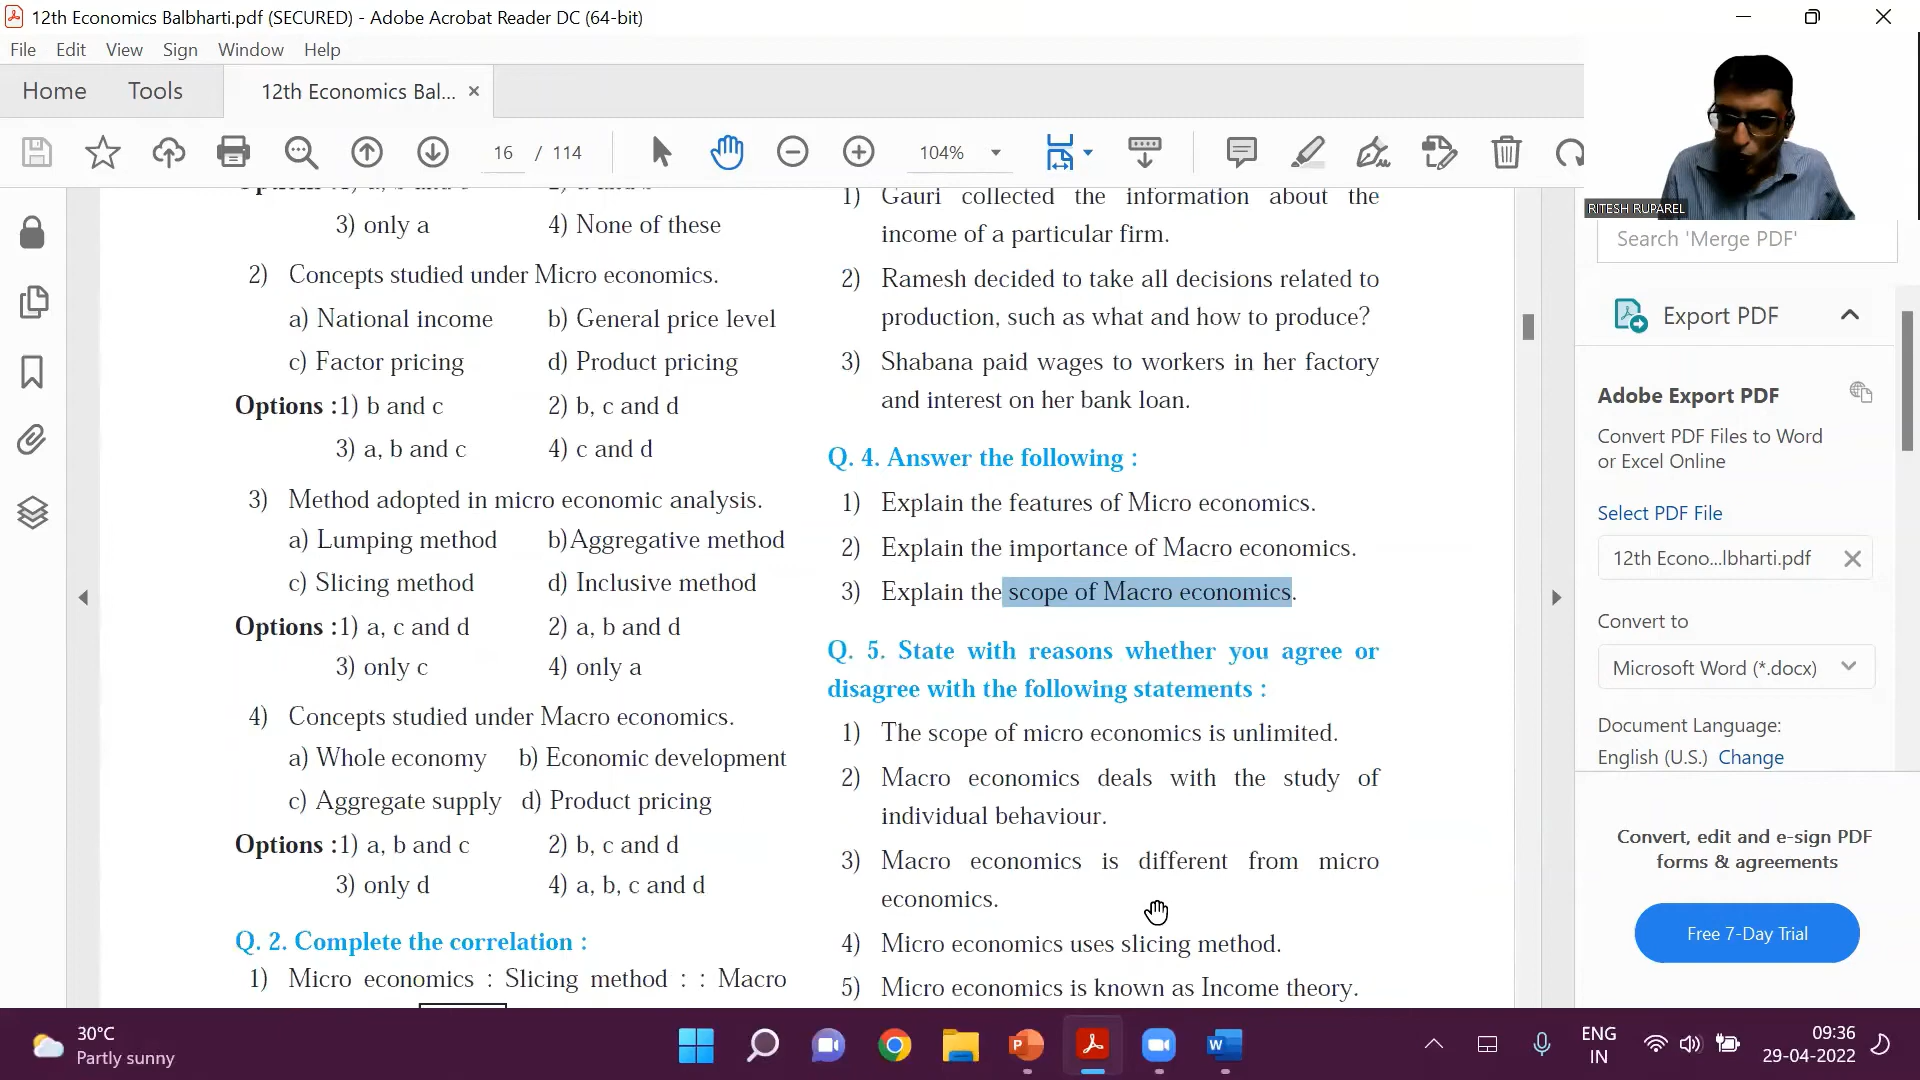 12th Economics Balbharti.pdf (SECURED) - Adobe Acrobat Reader DC (64-bit)
File Edit View Sign Window Help
Home Tools 12th Economics Bal... ×
16 / 114 104%
RITESH RUPAREL
3) only a 4) None of these
2) Concepts studied under Micro economics.
a) National income b) General price level
c) Factor pricing d) Product pricing
Options :1) b and c 2) b, c and d
3) a, b and c 4) c and d
3) Method adopted in micro economic analysis.
a) Lumping method b)Aggregative method
c) Slicing method d) Inclusive method
Options :1) a, c and d 2) a, b and d
3) only c 4) only a
4) Concepts studied under Macro economics.
a) Whole economy b) Economic development
c) Aggregate supply d) Product pricing
Options :1) a, b and c 2) b, c and d
3) only d 4) a, b, c and d
Q. 2. Complete the correlation :
1) Micro economics : Slicing method : : Macro
1) Gauri collected the information about the
income of a particular firm.
2) Ramesh decided to take all decisions related to
production, such as what and how to produce?
3) Shabana paid wages to workers in her factory
and interest on her bank loan.
Q. 4. Answer the following :
1) Explain the features of Micro economics.
2) Explain the importance of Macro economics.
3) Explain the scope of Macro economics.
Q. 5. State with reasons whether you agree or
disagree with the following statements :
1) The scope of micro economics is unlimited.
2) Macro economics deals with the study of
individual behaviour.
3) Macro economics is different from micro
economics.
4) Micro economics uses slicing method.
5) Micro economics is known as Income theory.
Search 'Merge PDF'
Export PDF
Adobe Export PDF
Convert PDF Files to Word
or Excel Online
Select PDF File
12th Econo...lbharti.pdf
Convert to
Microsoft Word (*.docx)
Document Language:
English (U.S.) Change
Convert, edit and e-sign PDF
forms & agreements
Free 7-Day Trial
30°C
Partly sunny
ENG
IN
09:36
29-04-2022